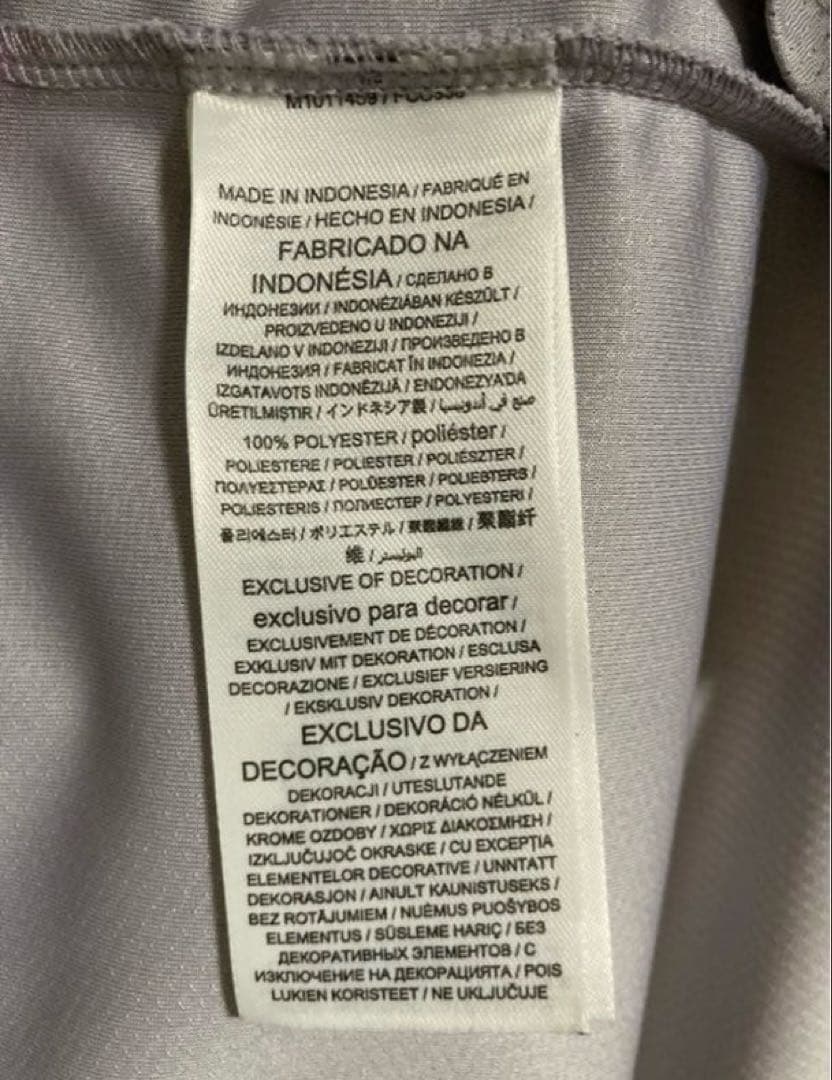 MADE IN INDONESIA / FABRIQUÉ EN
INDONÉSIE / HECHO EN INDONESIA /
FABRICADO NA
INDONÉSIA / СДЕЛАНО В
ИНДОНЕЗИИ / INDONÉZIÁBAN KÉSZÜLT /
PROIZVEDENO U INDONEZIJI /
IZDELANO V INDONEZIJI / ПРОИЗВЕДЕНО В
ИНДОНЕЗИЯ / FABRICAT ÎN INDONEZIA /
IZGATAVOTS INDONĒZIJĀ / ENDONEZYA'DA
ÜRETILMIŞTIR / インドネシア製 / صنع في أندونيسيا
100% POLYESTER / poliéster /
POLIESTERE / POLIESTER / POLIÉSZTER /
ΠΟΛΥΕΣΤΕΡΑΣ / POLÜESTER / POLIESTERS /
POLIESTERIS / ПОЛИЕСТЕР / POLYESTERI /
폴리에스터 / ポリエステル / 聚酯纖維 / 聚酯纤
维 / البوليستر
EXCLUSIVE OF DECORATION /
exclusivo para decorar /
EXCLUSIVEMENT DE DÉCORATION /
EXKLUSIV MIT DEKORATION / ESCLUSA
DECORAZIONE / EXCLUSIEF VERSIERING
/ EKSKLUSIV DEKORATION /
EXCLUSIVO DA
DECORAÇÃO / Z WYŁĄCZENIEM
DEKORACJI / UTESLUTANDE
DEKORATIONER / DEKORÁCIÓ NÉLKÜL /
KROME OZDOBY / ΧΩΡΙΣ ΔΙΑΚΟΣΜΗΣΗ /
IZKLJUČUJOČ OKRASKE / CU EXCEPŢIA
ELEMENTELOR DECORATIVE / UNNTATT
DEKORASJON / AINULT KAUNISTUSEKS /
BEZ ROTĀJUMIEM / NUĖMUS PUOŠYBOS
ELEMENTUS / SÜSLEME HARIÇ / БЕЗ
ДЕКОРАТИВНЫХ ЭЛЕМЕНТОВ / С
ИЗКЛЮЧЕНИЕ НА ДЕКОРАЦИЯТА / POIS
LUKIEN KORISTEET / NE UKLJUČUJE